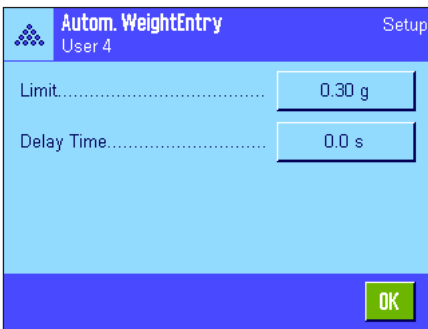 Autom. WeightEntry Setup
User 4
Limit..................................... 0.30 g
Delay Time............................ 0.0 s
OK